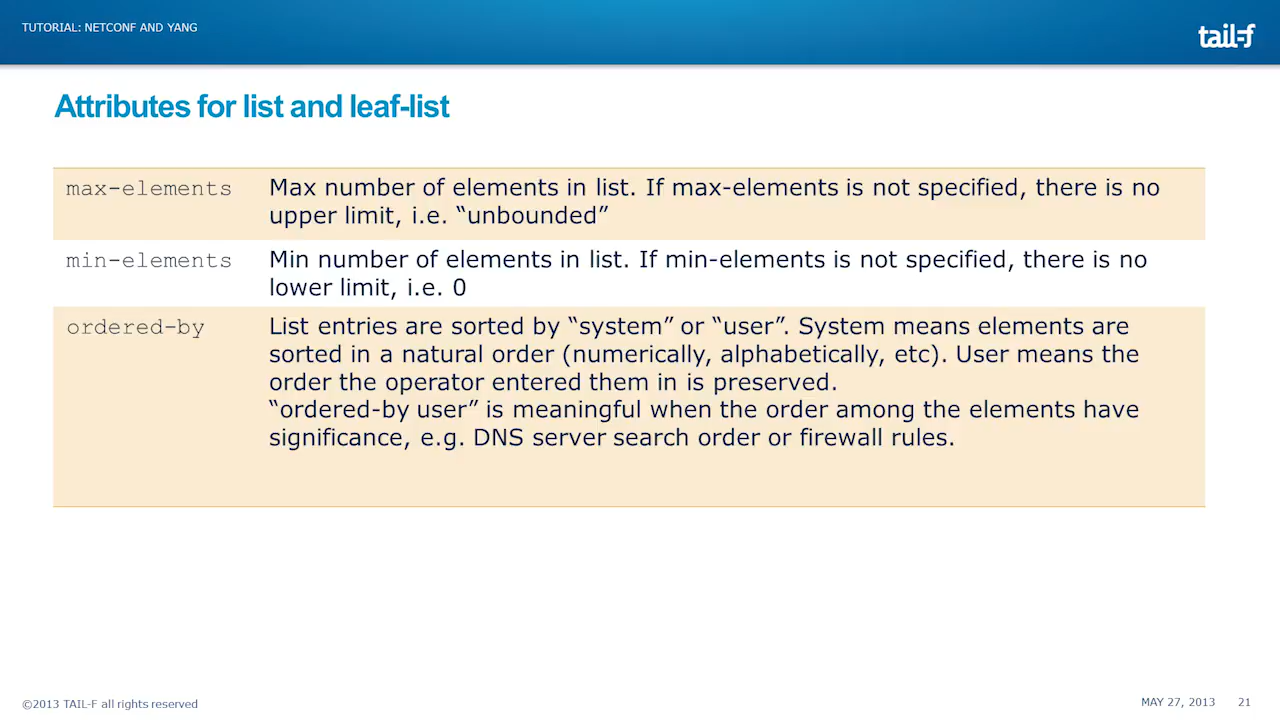 TUTORIAL: NETCONF AND YANG
tail-f
Attributes for list and leaf-list
max-elements
Max number of elements in list. If max-elements is not specified, there is no
upper limit, i.e. “unbounded”
min-elements
Min number of elements in list. If min-elements is not specified, there is no
lower limit, i.e. 0
ordered-by
List entries are sorted by “system” or “user”. System means elements are
sorted in a natural order (numerically, alphabetically, etc). User means the
order the operator entered them in is preserved.
“ordered-by user” is meaningful when the order among the elements have
significance, e.g. DNS server search order or firewall rules.
©2013 TAIL-F all rights reserved
MAY 27, 2013
21